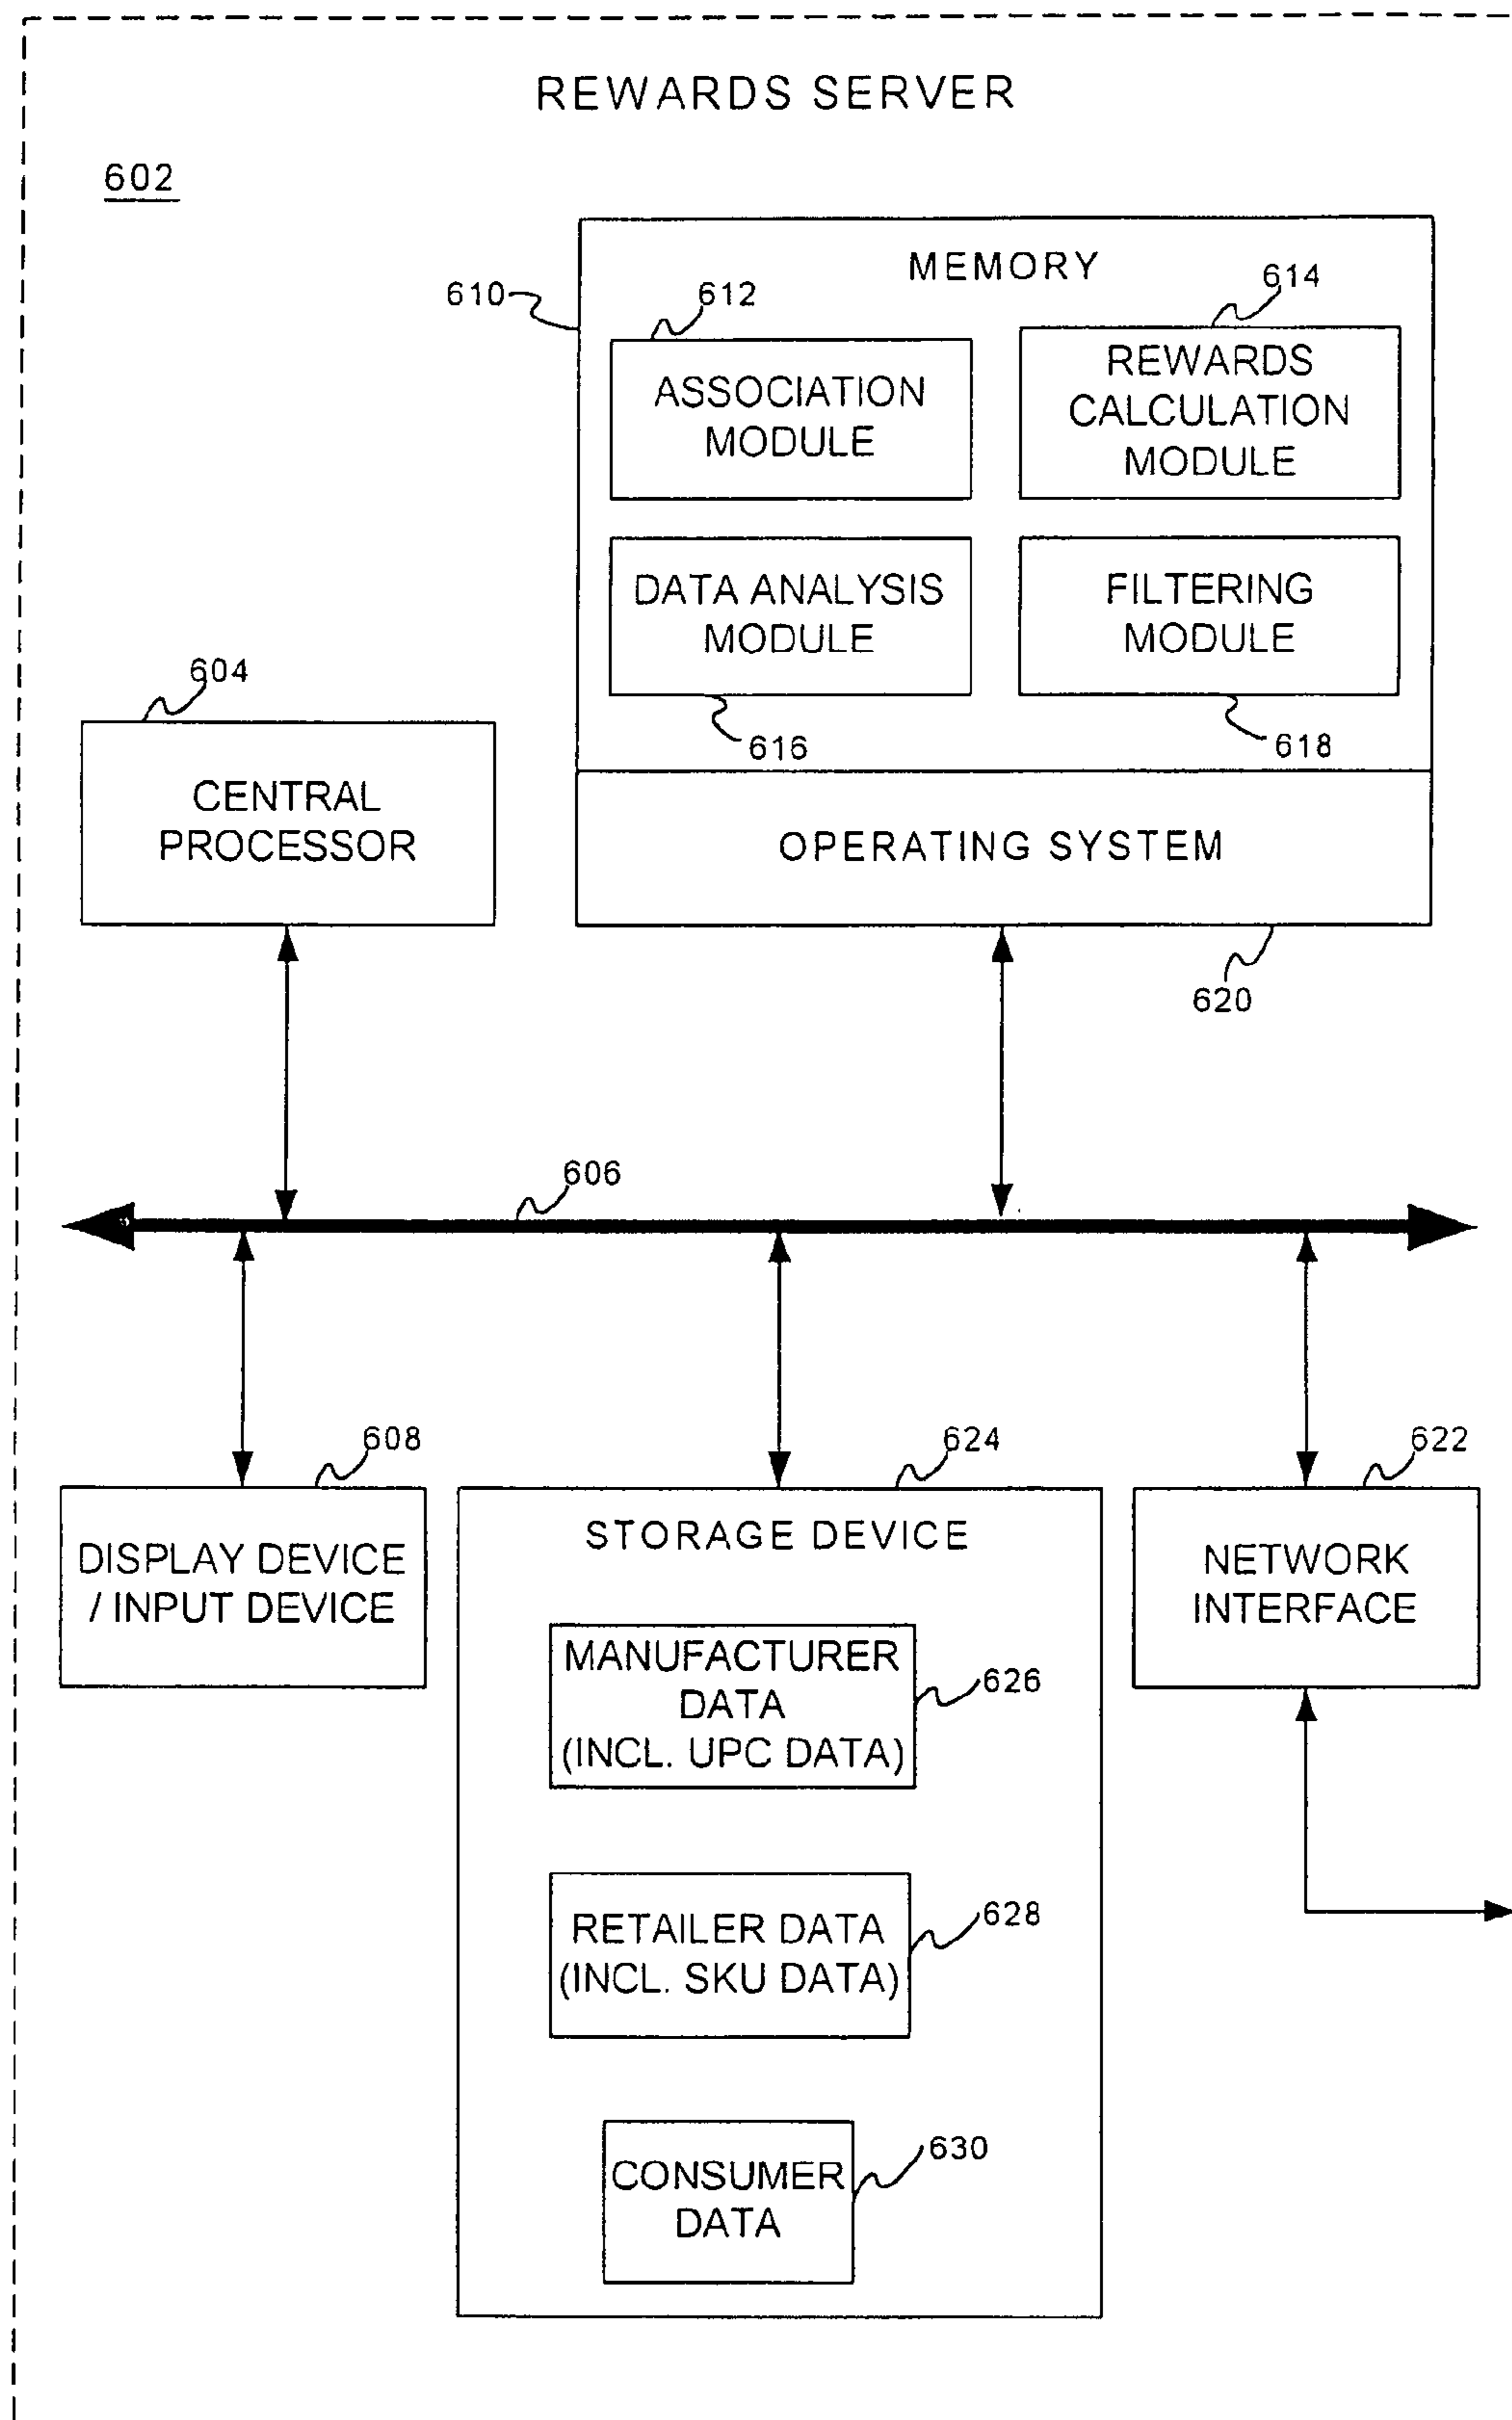 REWARDS SERVER
602
MEMORY
610
612
614
ASSOCIATION
MODULE
REWARDS
CALCULATION
MODULE
DATA ANALYSIS
MODULE
FILTERING
MODULE
616
618
604
CENTRAL
PROCESSOR
OPERATING SYSTEM
620
606
608
624
622
DISPLAY DEVICE
/ INPUT DEVICE
STORAGE DEVICE
NETWORK
INTERFACE
MANUFACTURER
DATA
(INCL. UPC DATA)
626
RETAILER DATA
(INCL. SKU DATA)
628
CONSUMER
DATA
630